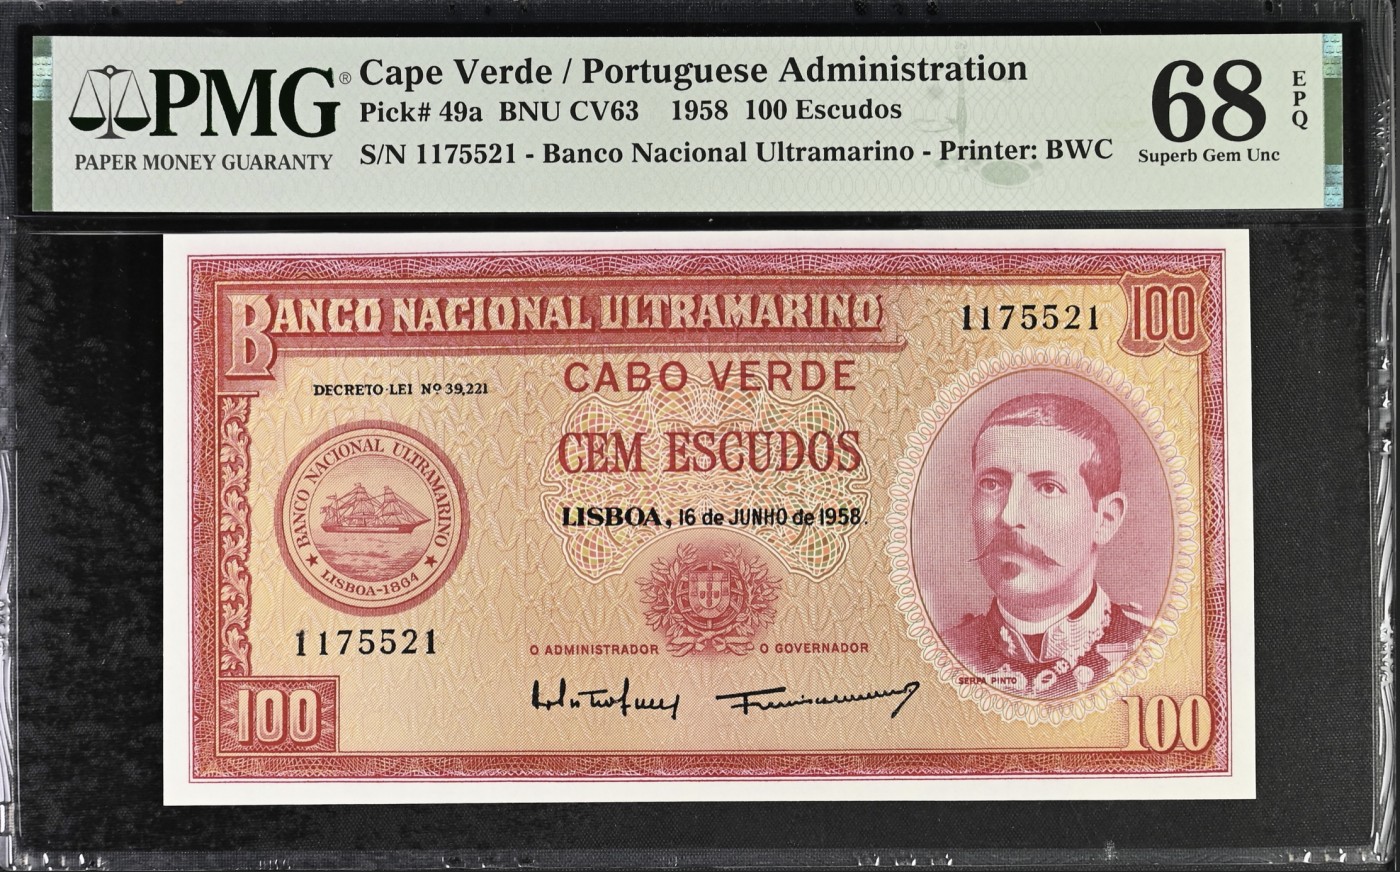 PMG®
PAPER MONEY GUARANTY
Cape Verde / Portuguese Administration
Pick# 49a BNU CV63 1958 100 Escudos
S/N 1175521 - Banco Nacional Ultramarino - Printer: BWC
68
EPQ
Superb Gem Unc
BANCO NACIONAL ULTRAMARINO
1175521
100
CABO VERDE
DECRETO-LEI Nº 39,221
CEM ESCUDOS
BANCO NACIONAL ULTRAMARINO
LISBOA-1864
LISBOA, 16 de JUNHO de 1958.
1175521
O ADMINISTRADOR
O GOVERNADOR
SERPA PINTO
100
100